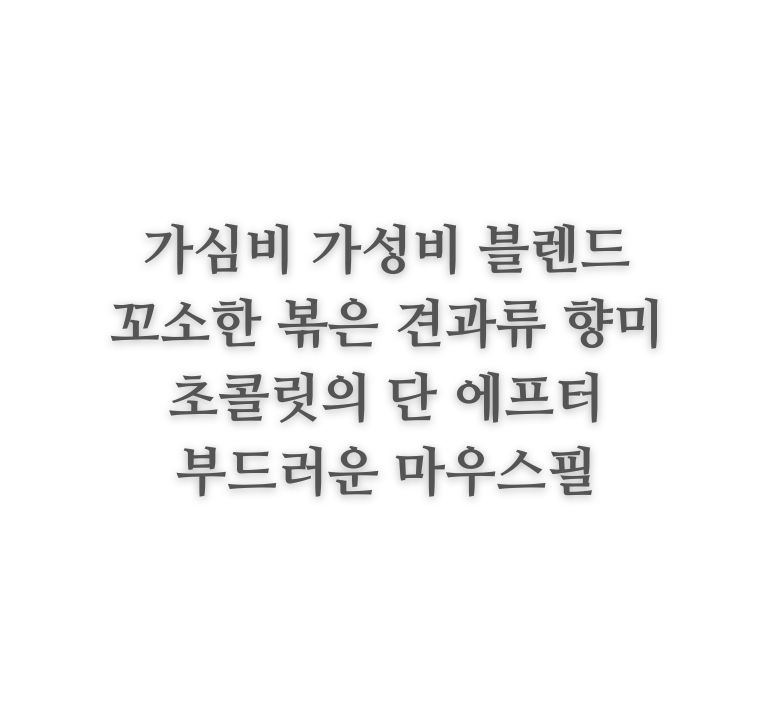 가심비 가성비 블렌드
꼬소한 볶은 견과류 향미
초콜릿의 단 에프터
부드러운 마우스필